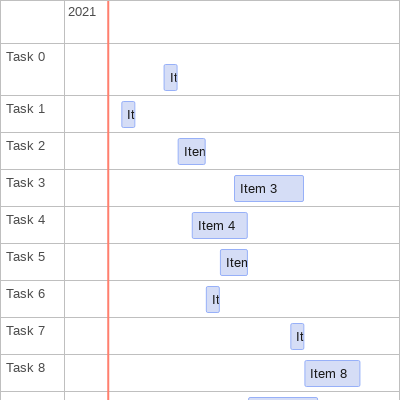 2021
Task 0
It
Task 1
It
Task 2
Iten
Task 3
Item 3
Task 4
Item 4
Task 5
Iten
Task 6
It
Task 7
It
Task 8
Item 8